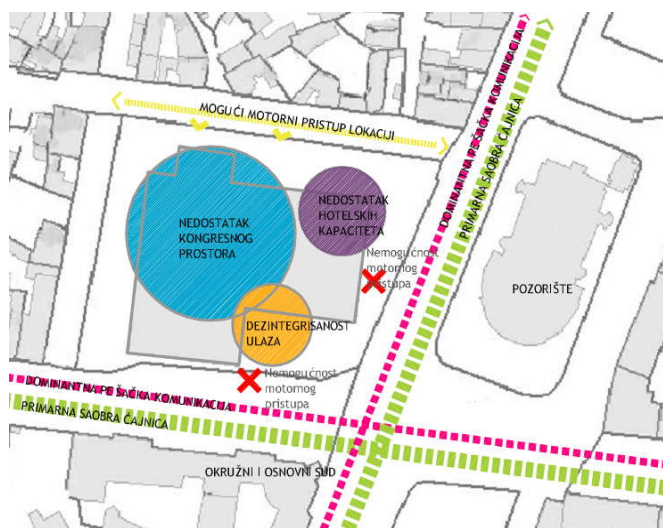 MOGUĆI MOTORNI PRISTUP LOKACIJI
DOMINANTNA PEŠAČKA KOMUNIKACIJA
PRIMARNA SAOBRAĆAJNICA
NEDOSTATAK
KONGRESNOG
PROSTORA
NEDOSTATAK
HOTELSKIH
KAPACITETA
Nemogućnost
motornog
pristupa
POZORIŠTE
DEZINTEGRISANOST
ULAZA
Nemogućnost
motornog
pristupa
DOMINANTNA PEŠAČKA KOMUNIKACIJA
PRIMARNA SAOBRAĆAJNICA
OKRUŽNI I OSNOVNI SUD